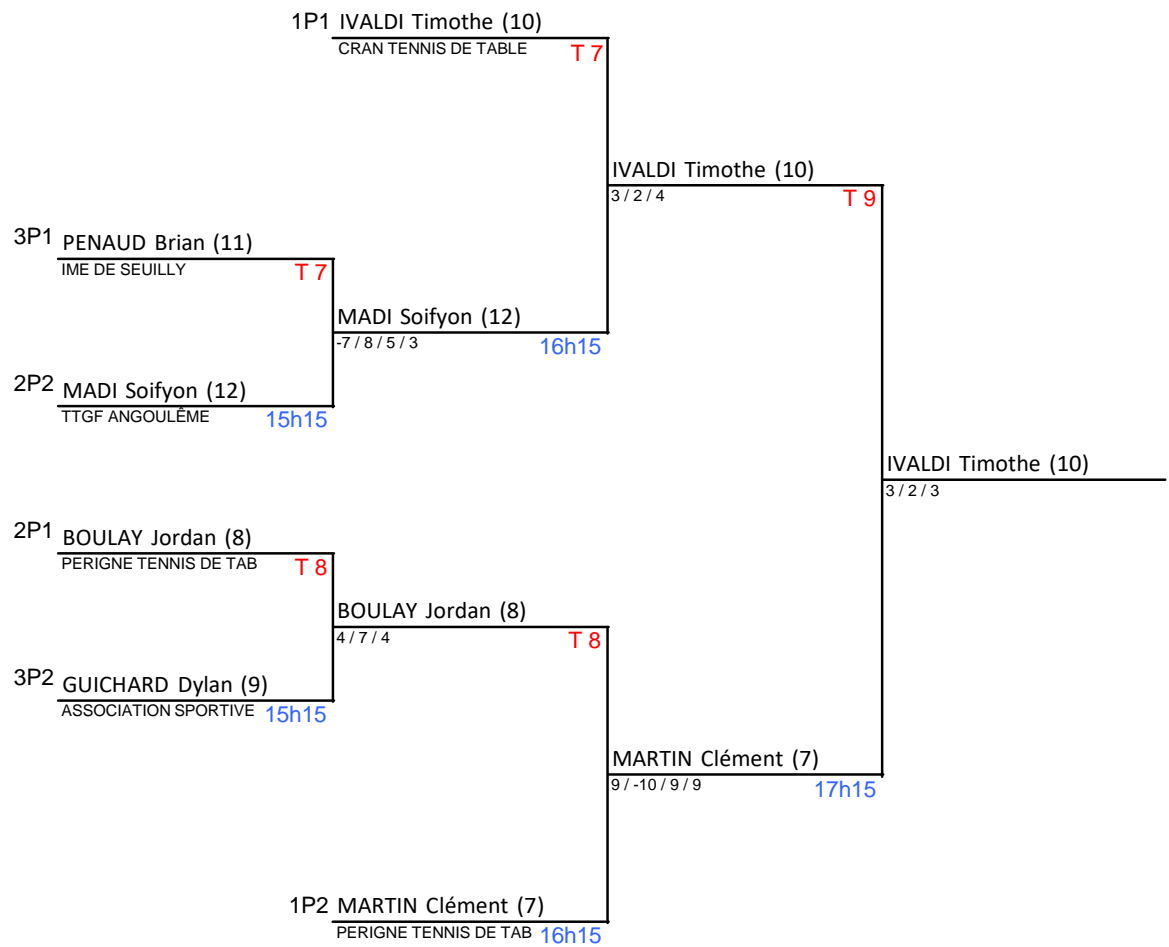 1P1 IVALDI Timothe (10)
CRAN TENNIS DE TABLE
T 7
IVALDI Timothe (10)
3 / 2 / 4
T 9
3P1 PENAUD Brian (11)
IME DE SEUILLY
T 7
MADI Soifyon (12)
-7 / 8 / 5 / 3
16h15
2P2 MADI Soifyon (12)
TTGF ANGOULÊME
15h15
IVALDI Timothe (10)
3 / 2 / 3
2P1 BOULAY Jordan (8)
PERIGNE TENNIS DE TAB
T 8
BOULAY Jordan (8)
4 / 7 / 4
T 8
3P2 GUICHARD Dylan (9)
ASSOCIATION SPORTIVE
15h15
MARTIN Clément (7)
9 / -10 / 9 / 9
17h15
1P2 MARTIN Clément (7)
PERIGNE TENNIS DE TAB
16h15